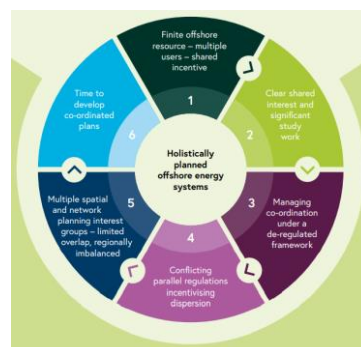 Finite offshore
resource – multiple
users – shared
incentive
1
Clear shared
interest and
significant
study
work
2
Managing
co-ordination under
a
de-regulated
framework
3
4
Conflicting
parallel regulations
incentivising
dispersion
5
Multiple spatial
and network
planning interest
groups – limited
overlap, regionally
imbalanced
6
Time to
develop
co-ordinated
plans
Holistically
planned
offshore energy
systems